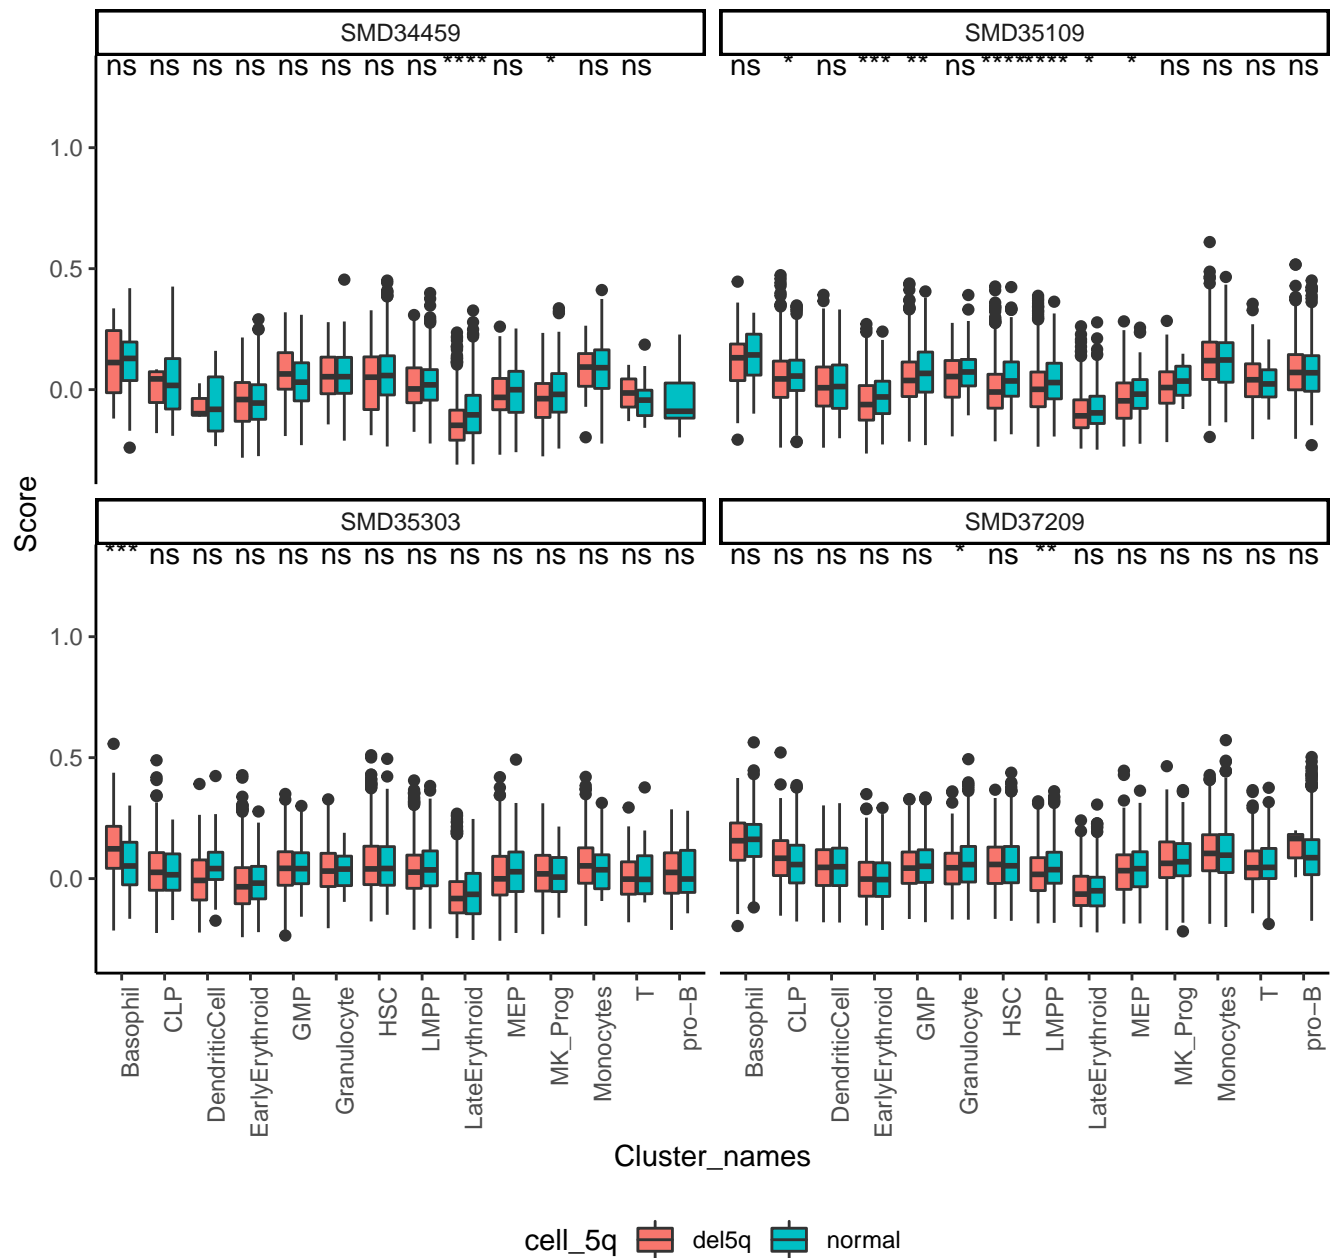 SMD34459 SMD35109
ns ns ns ns ns ns ns ns **** ns * ns ns ns * ns *** ** ns **** **** * * ns ns ns ns
1.0
0.5
0.0
SMD35303 SMD37209
*** ns ns ns ns ns ns ns ns ns ns ns ns ns ns ns ns ns ns * ns ** ns ns ns ns ns ns
1.0
0.5
0.0
Score
Basophil CLP DendriticCell EarlyErythroid GMP Granulocyte HSC LMPP LateErythroid MEP MK_Prog Monocytes T pro−B Basophil CLP DendriticCell EarlyErythroid GMP Granulocyte HSC LMPP LateErythroid MEP MK_Prog Monocytes T pro−B
Cluster_names
cell_5q del5q normal